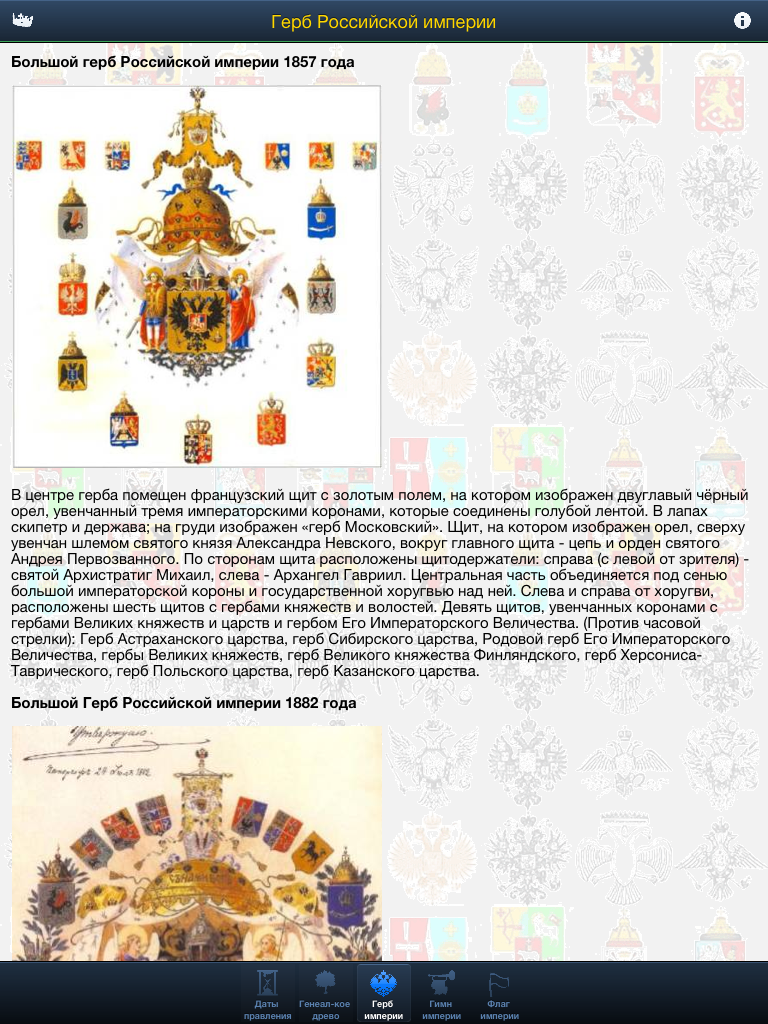 Герб Российской империи
Большой герб Российской империи 1857 года
В центре герба помещен французский щит с золотым полем, на котором изображен двуглавый чёрный
орел, увенчанный тремя императорскими коронами, которые соединены голубой лентой. В лапах
скипетр и держава; на груди изображен «герб Московский». Щит, на котором изображен орел, сверху
увенчан шлемом святого князя Александра Невского, вокруг главного щита - цепь и орден святого
Андрея Первозванного. По сторонам щита расположены щитодержатели: справа (с левой от зрителя) -
святой Архистратиг Михаил, слева - Архангел Гавриил. Центральная часть объединяется под сенью
большой императорской короны и государственной хоругвью над ней. Слева и справа от хоругви,
расположены шесть щитов с гербами княжеств и волостей. Девять щитов, увенчанных коронами с
гербами Великих княжеств и царств и гербом Его Императорского Величества. (Против часовой
стрелки): Герб Астраханского царства, герб Сибирского царства, Родовой герб Его Императорского
Величества, гербы Великих княжеств, герб Великого княжества Финляндского, герб Херсониса-
Таврического, герб Польского царства, герб Казанского царства.
Большой Герб Российской империи 1882 года
Утверждаю.
Даты
правления
Генеал-кое
древо
Герб
империи
Гимн
империи
Флаг
империи